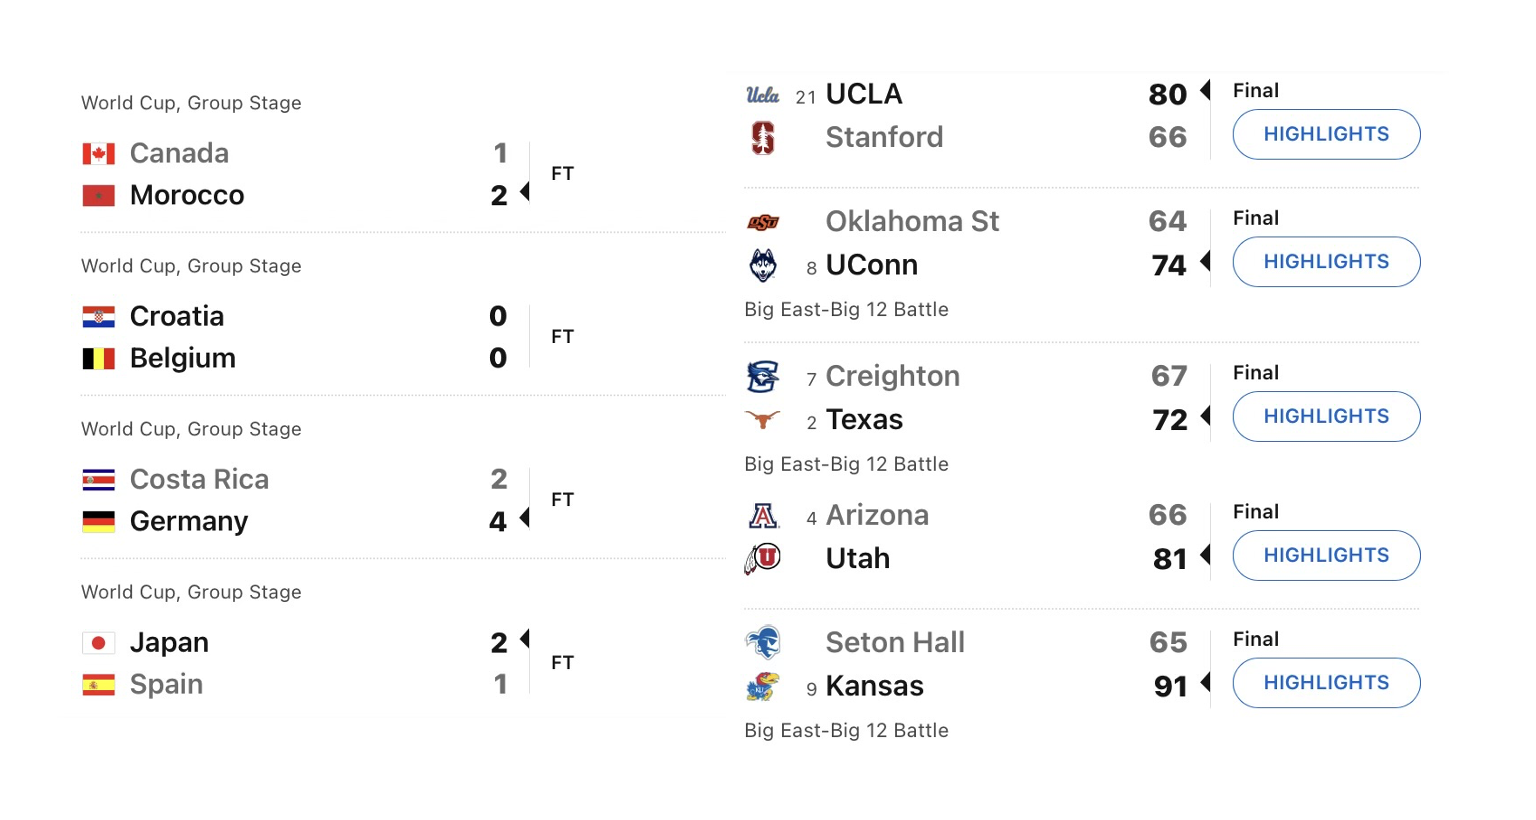 World Cup, Group Stage
Canada 1
FT
Morocco 2
World Cup, Group Stage
Croatia 0
FT
Belgium 0
World Cup, Group Stage
Costa Rica 2
FT
Germany 4
World Cup, Group Stage
Japan 2
FT
Spain 1
Ucla 21 UCLA 80 Final
Stanford 66 HIGHLIGHTS
OSU Oklahoma St 64 Final
8 UConn 74 HIGHLIGHTS
Big East-Big 12 Battle
7 Creighton 67 Final
2 Texas 72 HIGHLIGHTS
Big East-Big 12 Battle
A 4 Arizona 66 Final
U Utah 81 HIGHLIGHTS
Seton Hall 65 Final
KU 9 Kansas 91 HIGHLIGHTS
Big East-Big 12 Battle